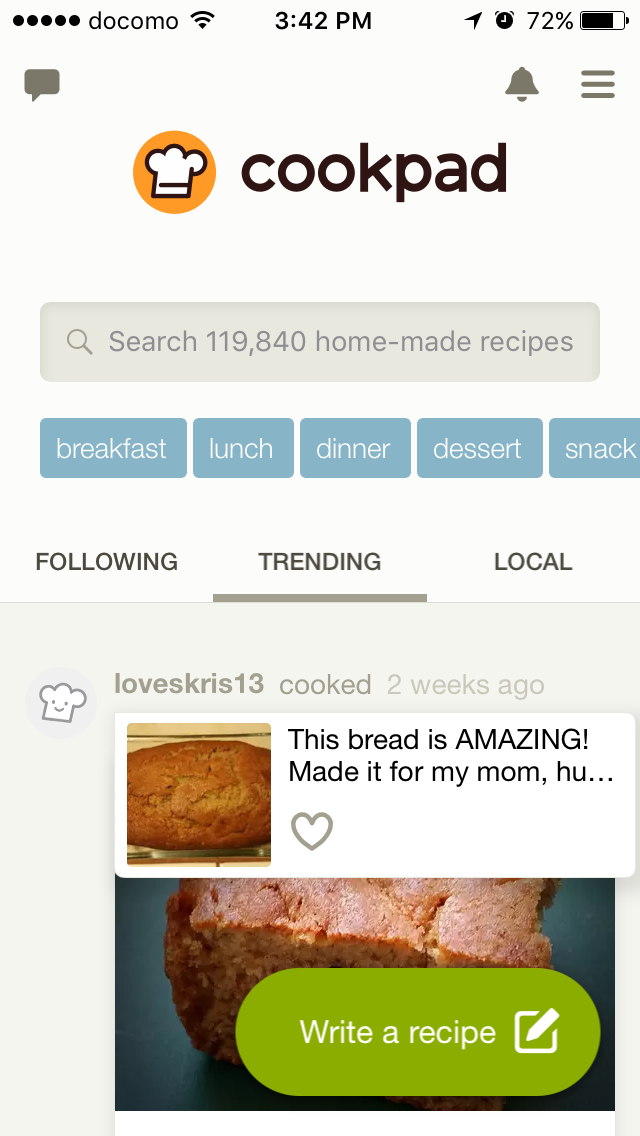 docomo 3:42 PM 72%
cookpad
Search 119,840 home-made recipes
breakfast lunch dinner dessert snack
FOLLOWING TRENDING LOCAL
loveskris13 cooked 2 weeks ago
This bread is AMAZING!
Made it for my mom, hu...
Write a recipe